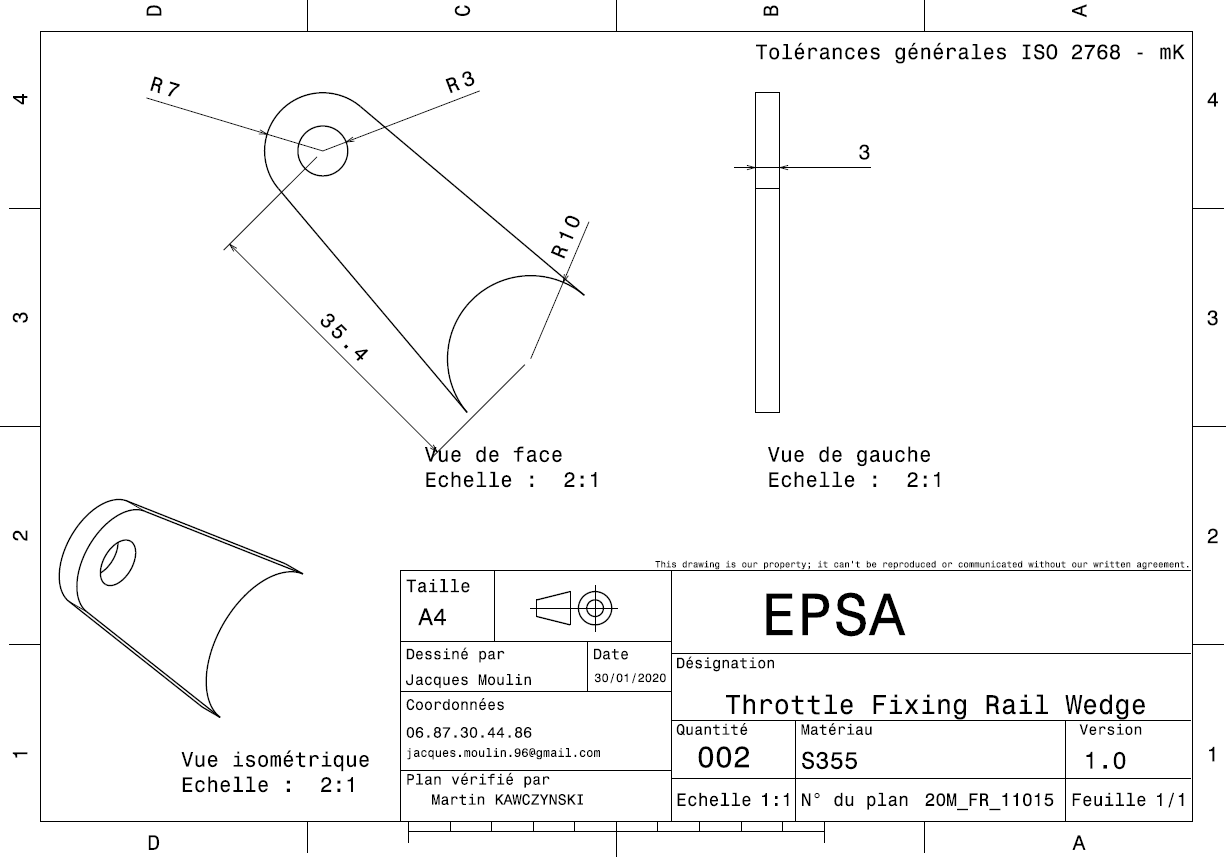 D C B A
Tolérances générales ISO 2768 - mK
4 4
R7
R3
3
R10
3 3
35.4
Vue de face
Echelle : 2:1
Vue de gauche
Echelle : 2:1
2 2
This drawing is our property; it can't be reproduced or communicated without our written agreement.
Taille
A4
EPSA
Dessiné par
Jacques Moulin
Date
30/01/2020
Désignation
Throttle Fixing Rail Wedge
Coordonnées
06.87.30.44.86
jacques.moulin.96@gmail.com
Quantité
002
Matériau
S355
Version
1.0
1 1
Vue isométrique
Echelle : 2:1
Plan vérifié par
Martin KAWCZYNSKI
Echelle 1:1
N° du plan 20M_FR_11015
Feuille 1/1
D A